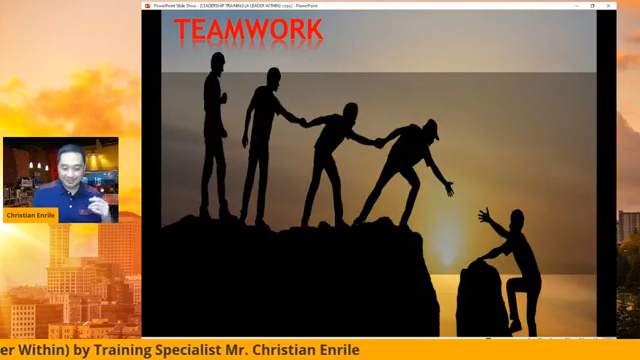 PowerPoint Slide Show - [LEADERSHIP TRAINING (A LEADER WITHIN) copy] - PowerPoint
TEAMWORK
Christian Enrile
er Within) by Training Specialist Mr. Christian Enrile